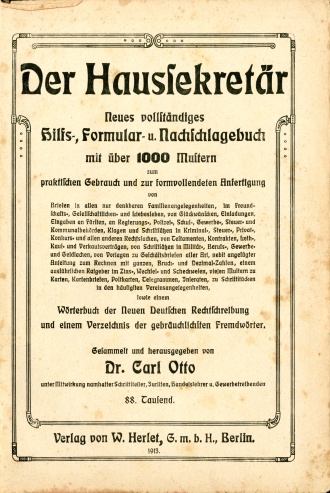 Der Haussekretär
Neues vollständiges
Hilfs-, Formular- u. Nachschlagebuch
mit über 1000 Mustern
zum
praktischen Gebrauch und zur formvollendeten Anfertigung
von
Briefen in allen nur denkbaren Familienangelegenheiten, im Freund-
schafts-, Gesellschaftlichen- und Liebesleben, von Glückwünschen, Einladungen,
Eingaben an Fürsten, an Regierungs-, Polizei-, Schul-, Gewerbe-, Steuer- und
Kommunalbehörden, Klagen und Schriftsätzen in Kriminal-, Steuer-, Privat-,
Konkurs- und allen anderen Rechtssachen, von Testamenten, Kontrakten, Leih-,
Kauf- und Verkaufsverträgen, von Schriftsätzen in Militär-, Berufs-, Gewerbe-
und Geldsachen, von Vorlagen zu Geschäftsbriefen aller Art, nebst angefügter
Anleitung zum Rechnen mit ganzen, Bruch- und Dezimal-Zahlen, einem
ausführlichen Ratgeber im Zins-, Wechsel- und Scheckwesen, vielen Mustern zu
Karten, Kartenbriefen, Postkarten, Telegrammen, Inseraten, zu Schriftstücken
in den häufigsten Vereinsangelegenheiten,
sowie einem
Wörterbuch der Neuen Deutschen Rechtschreibung
und einem Verzeichnis der gebräuchlichsten Fremdwörter.
Gesammelt und herausgegeben von
Dr. Carl Otto
unter Mitwirkung namhafter Schriftsteller, Juristen, Handelslehrer u. Gewerbetreibenden
88. Tausend.
Verlag von W. Herlet, G. m. b. H., Berlin.
1913.